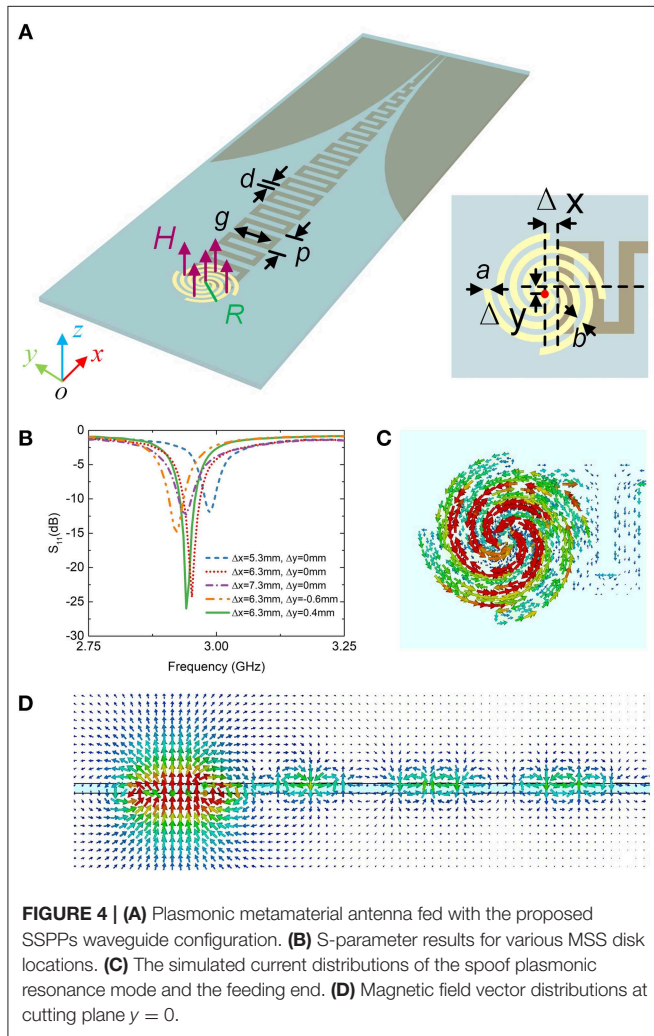 A
d
g
p
H
R
z
y
x
o
Δ x
a
Δ y
b
B
0
-5
-10
-15
-20
-25
-30
S₁₁(dB)
Δx=5.3mm, Δy=0mm
Δx=6.3mm, Δy=0mm
Δx=7.3mm, Δy=0mm
Δx=6.3mm, Δy=-0.6mm
Δx=6.3mm, Δy=0.4mm
2.75
3.00
3.25
Frequency (GHz)
C
D
FIGURE 4 | (A) Plasmonic metamaterial antenna fed with the proposed
SSPPs waveguide configuration. (B) S-parameter results for various MSS disk
locations. (C) The simulated current distributions of the spoof plasmonic
resonance mode and the feeding end. (D) Magnetic field vector distributions at
cutting plane y = 0.